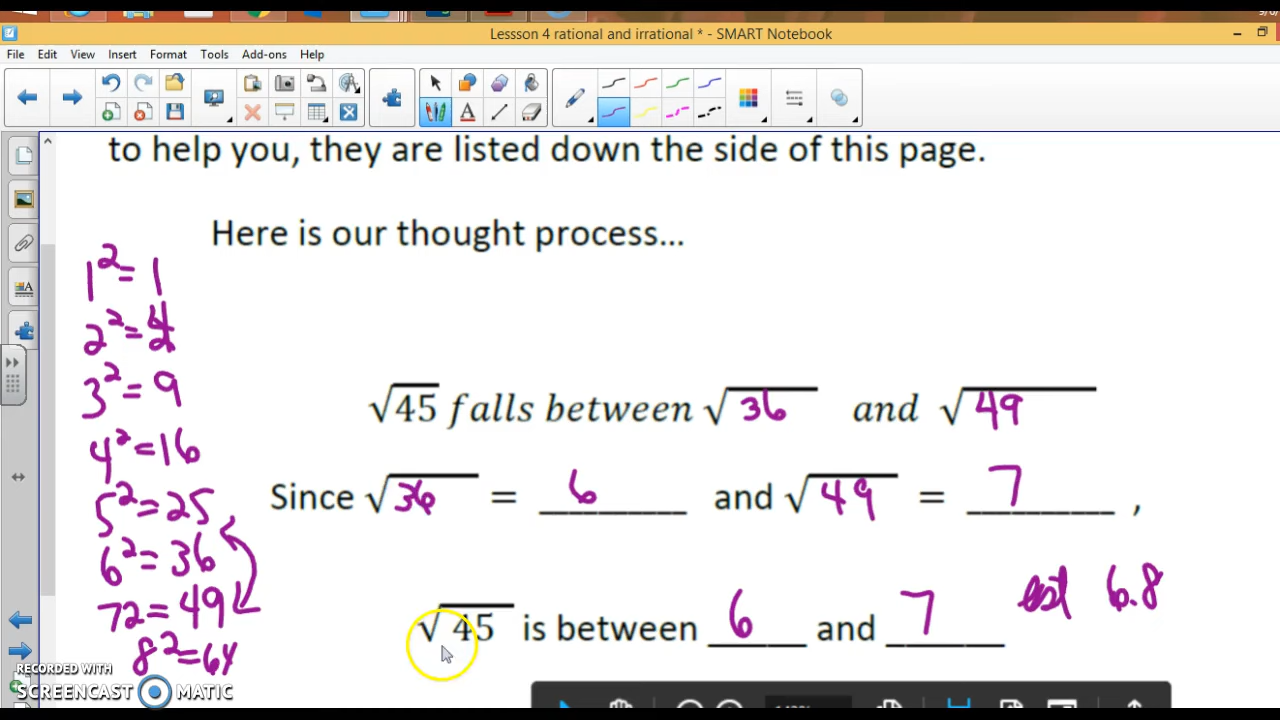 Lessson 4 rational and irrational * - SMART Notebook
File Edit View Insert Format Tools Add-ons Help
to help you, they are listed down the side of this page.
Here is our thought process...
1² = 1
2² = 4
3² = 9
4² = 16
5² = 25
6² = 36
72 = 49
8² = 64
√45 falls between √36 and √49
Since √36 = 6 and √49 = 7 ,
√45 is between 6 and 7 est 6.8
RECORDED WITH
SCREENCAST MATIC